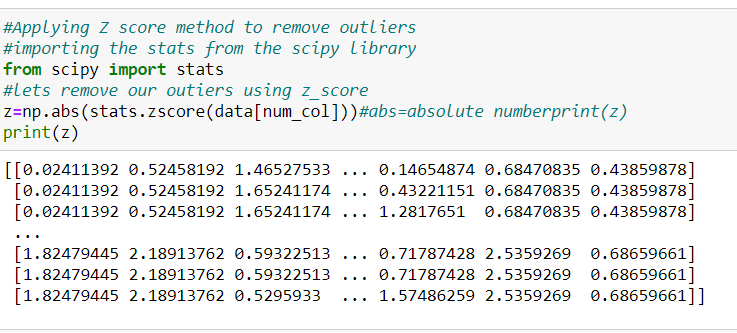 #Applying Z score method to remove outliers
#importing the stats from the scipy library
from scipy import stats
#lets remove our outiers using z_score
z=np.abs(stats.zscore(data[num_col]))#abs=absolute numberprint(z)
print(z)
[[0.02411392 0.52458192 1.46527533 ... 0.14654874 0.68470835 0.43859878]
 [0.02411392 0.52458192 1.65241174 ... 0.43221151 0.68470835 0.43859878]
 [0.02411392 0.52458192 1.65241174 ... 1.2817651  0.68470835 0.43859878]
 ...
 [1.82479445 2.18913762 0.59322513 ... 0.71787428 2.5359269  0.68659661]
 [1.82479445 2.18913762 0.59322513 ... 0.71787428 2.5359269  0.68659661]
 [1.82479445 2.18913762 0.5295933  ... 1.57486259 2.5359269  0.68659661]]